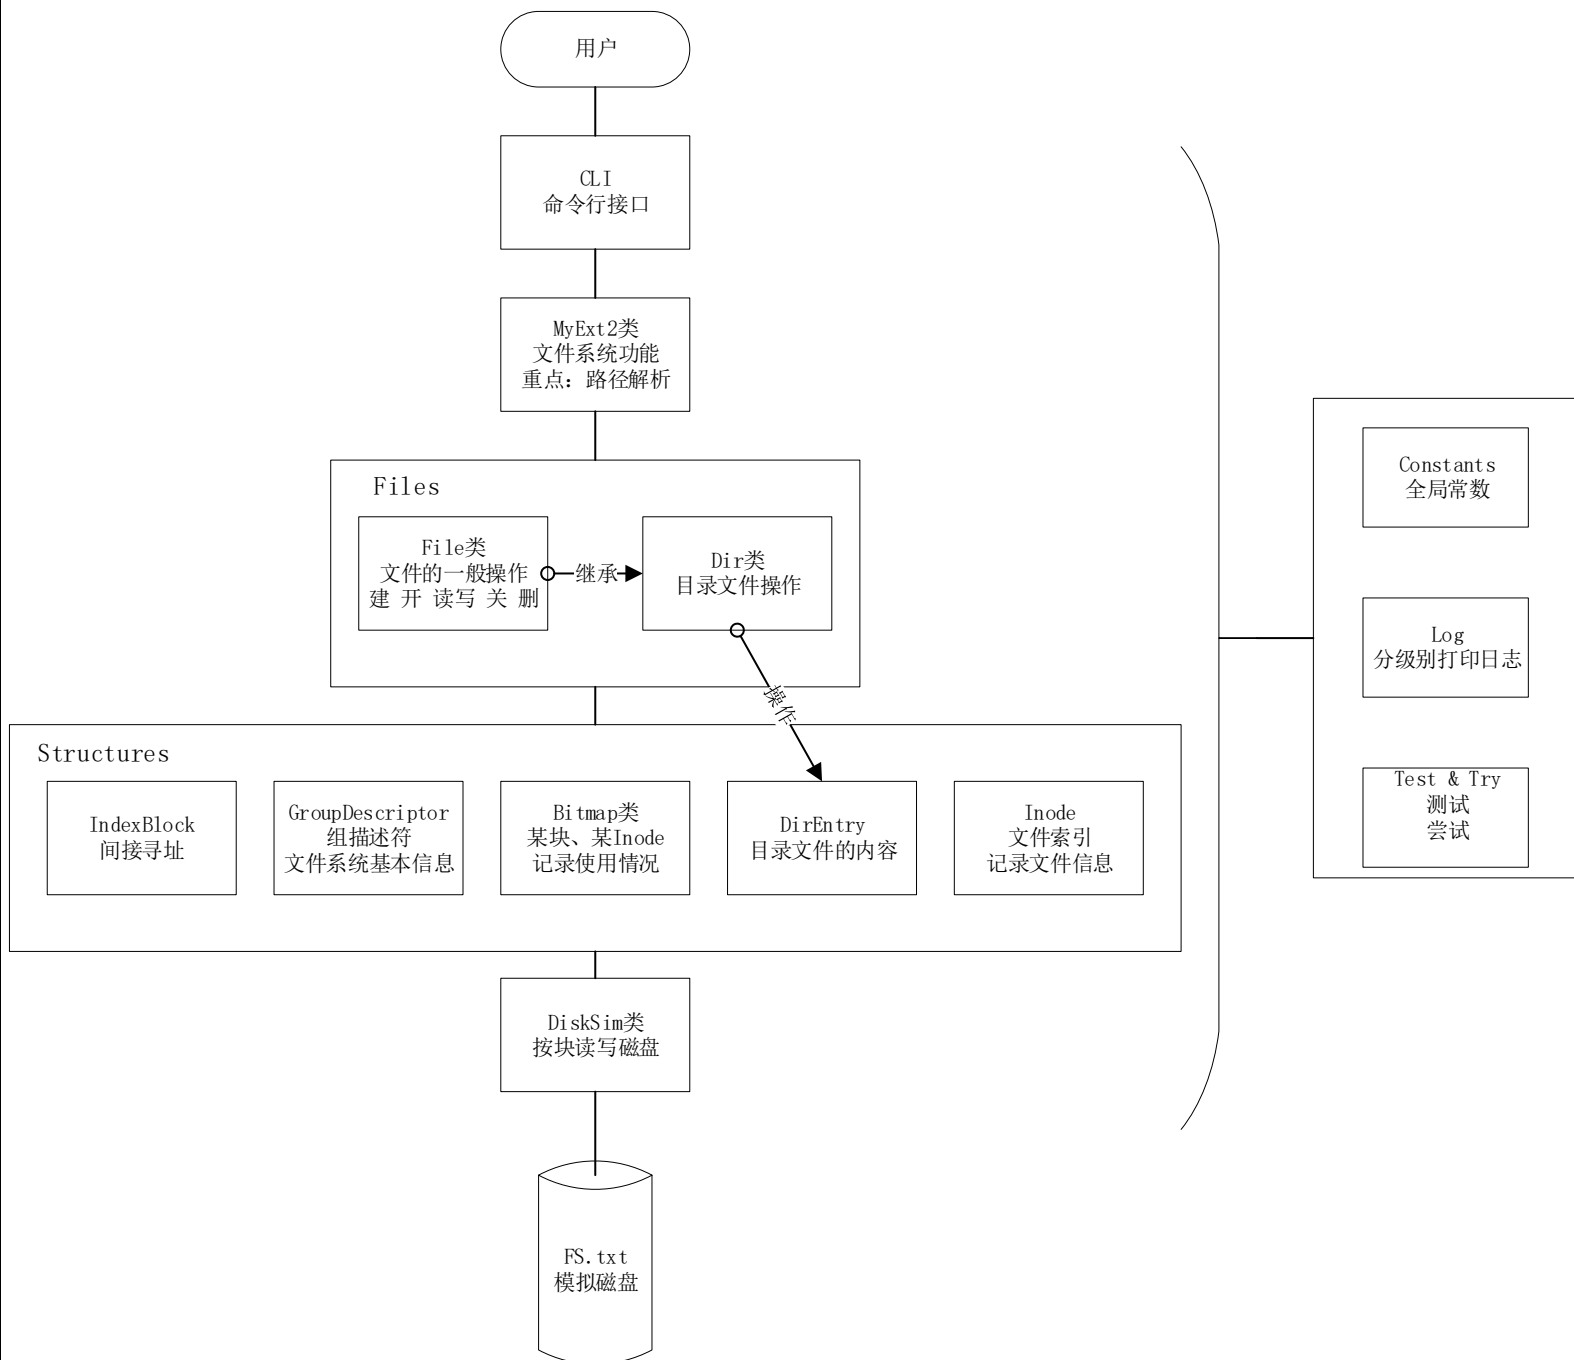 用户
CLI
命令行接口
MyExt2类
文件系统功能
重点：路径解析
Files
File类
文件的一般操作
建 开 读写 关 删
继承
Dir类
目录文件操作
操作
Structures
IndexBlock
间接寻址
GroupDescriptor
组描述符
文件系统基本信息
Bitmap类
某块、某Inode
记录使用情况
DirEntry
目录文件的内容
Inode
文件索引
记录文件信息
DiskSim类
按块读写磁盘
FS.txt
模拟磁盘
Constants
全局常数
Log
分级别打印日志
Test & Try
测试
尝试